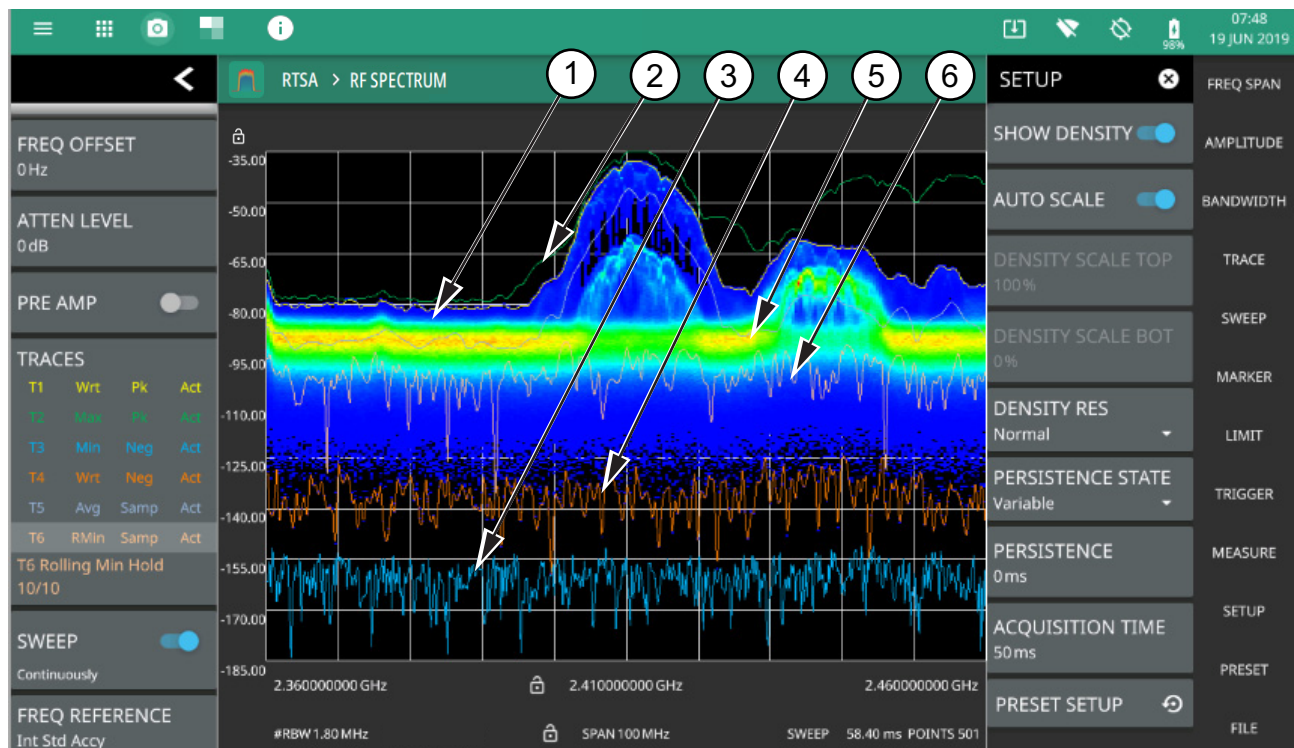 07:48
98%
19 JUN 2019
RTSA > RF SPECTRUM
1 2 3 4 5 6
SETUP
FREQ SPAN
FREQ OFFSET
0 Hz
ATTEN LEVEL
0 dB
PRE AMP
TRACES
T1 Wrt Pk Act
T2 Max Pk Act
T3 Min Neg Act
T4 Wrt Neg Act
T5 Avg Samp Act
T6 RMin Samp Act
T6 Rolling Min Hold
10/10
SWEEP
Continuously
FREQ REFERENCE
Int Std Accy
-35.00
-50.00
-65.00
-80.00
-95.00
-110.00
-125.00
-140.00
-155.00
-170.00
-185.00
2.360000000 GHz 2.410000000 GHz 2.460000000 GHz
#RBW 1.80 MHz SPAN 100 MHz SWEEP 58.40 ms POINTS 501
SHOW DENSITY
AUTO SCALE
DENSITY SCALE TOP
100%
DENSITY SCALE BOT
0%
DENSITY RES
Normal
PERSISTENCE STATE
Variable
PERSISTENCE
0 ms
ACQUISITION TIME
50 ms
PRESET SETUP
AMPLITUDE
BANDWIDTH
TRACE
SWEEP
MARKER
LIMIT
TRIGGER
MEASURE
SETUP
PRESET
FILE